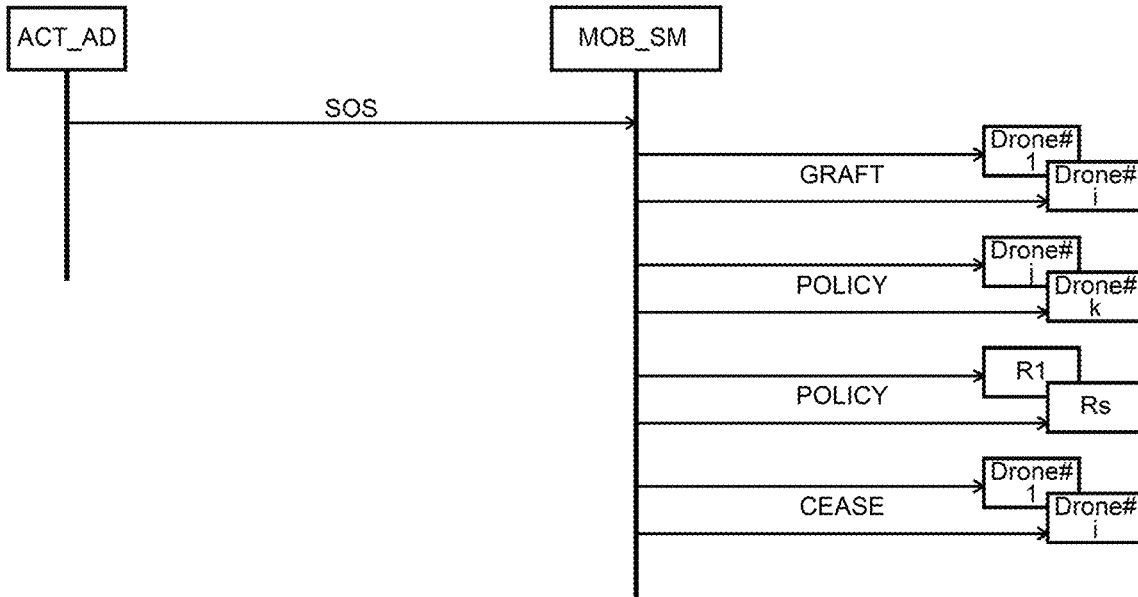 ACT_AD
MOB_SM
SOS
Drone#
1
GRAFT
Drone#
i
Drone#
j
POLICY
Drone#
k
R1
POLICY
Rs
Drone#
1
CEASE
Drone#
i